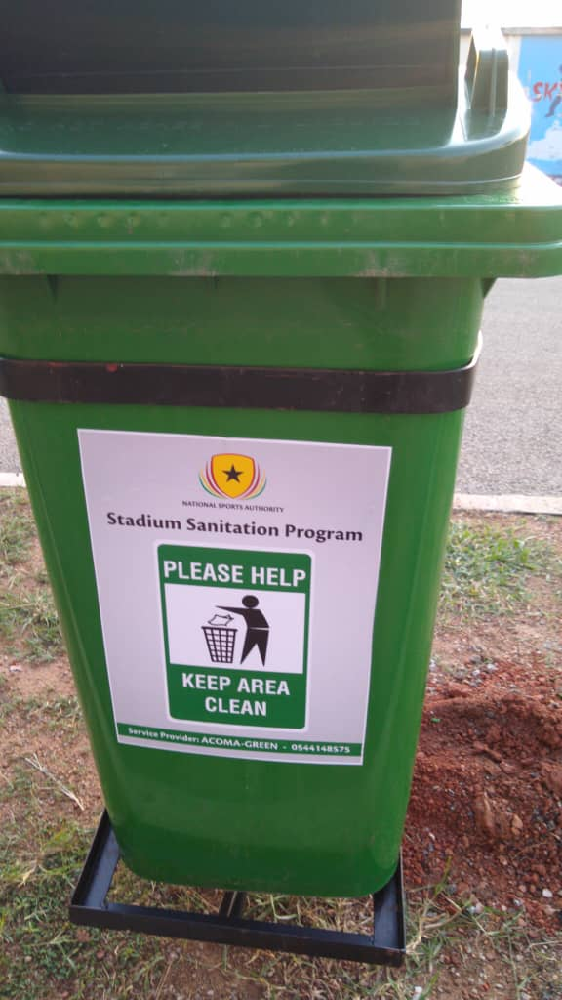 NATIONAL SPORTS AUTHORITY
Stadium Sanitation Program
PLEASE HELP
KEEP AREA
CLEAN
Service Provider: ACOMA-GREEN - 0544148575